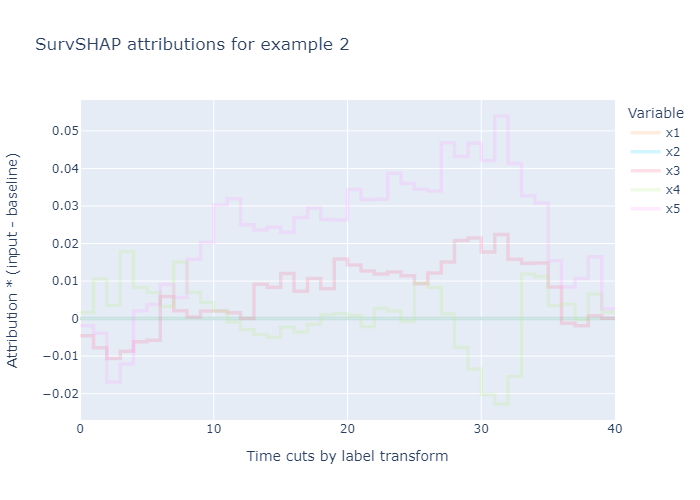 SurvSHAP attributions for example 2
Variable
x1
x2
x3
x4
x5
Attribution * (input - baseline)
0.05
0.04
0.03
0.02
0.01
0
−0.01
−0.02
0 10 20 30 40
Time cuts by label transform